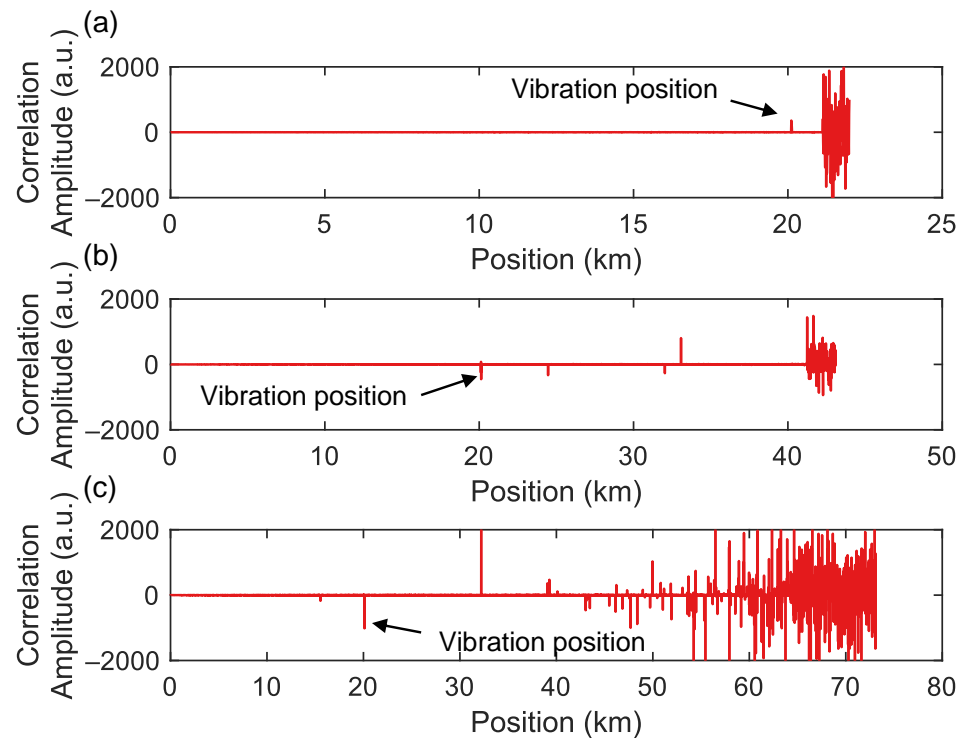 (a)
Correlation
Amplitude (a.u.)
2000
0
−2000
Vibration position
0 5 10 15 20 25
Position (km)
(b)
Correlation
Amplitude (a.u.)
2000
0
−2000
Vibration position
0 10 20 30 40 50
Position (km)
(c)
Correlation
Amplitude (a.u.)
2000
0
−2000
Vibration position
0 10 20 30 40 50 60 70 80
Position (km)